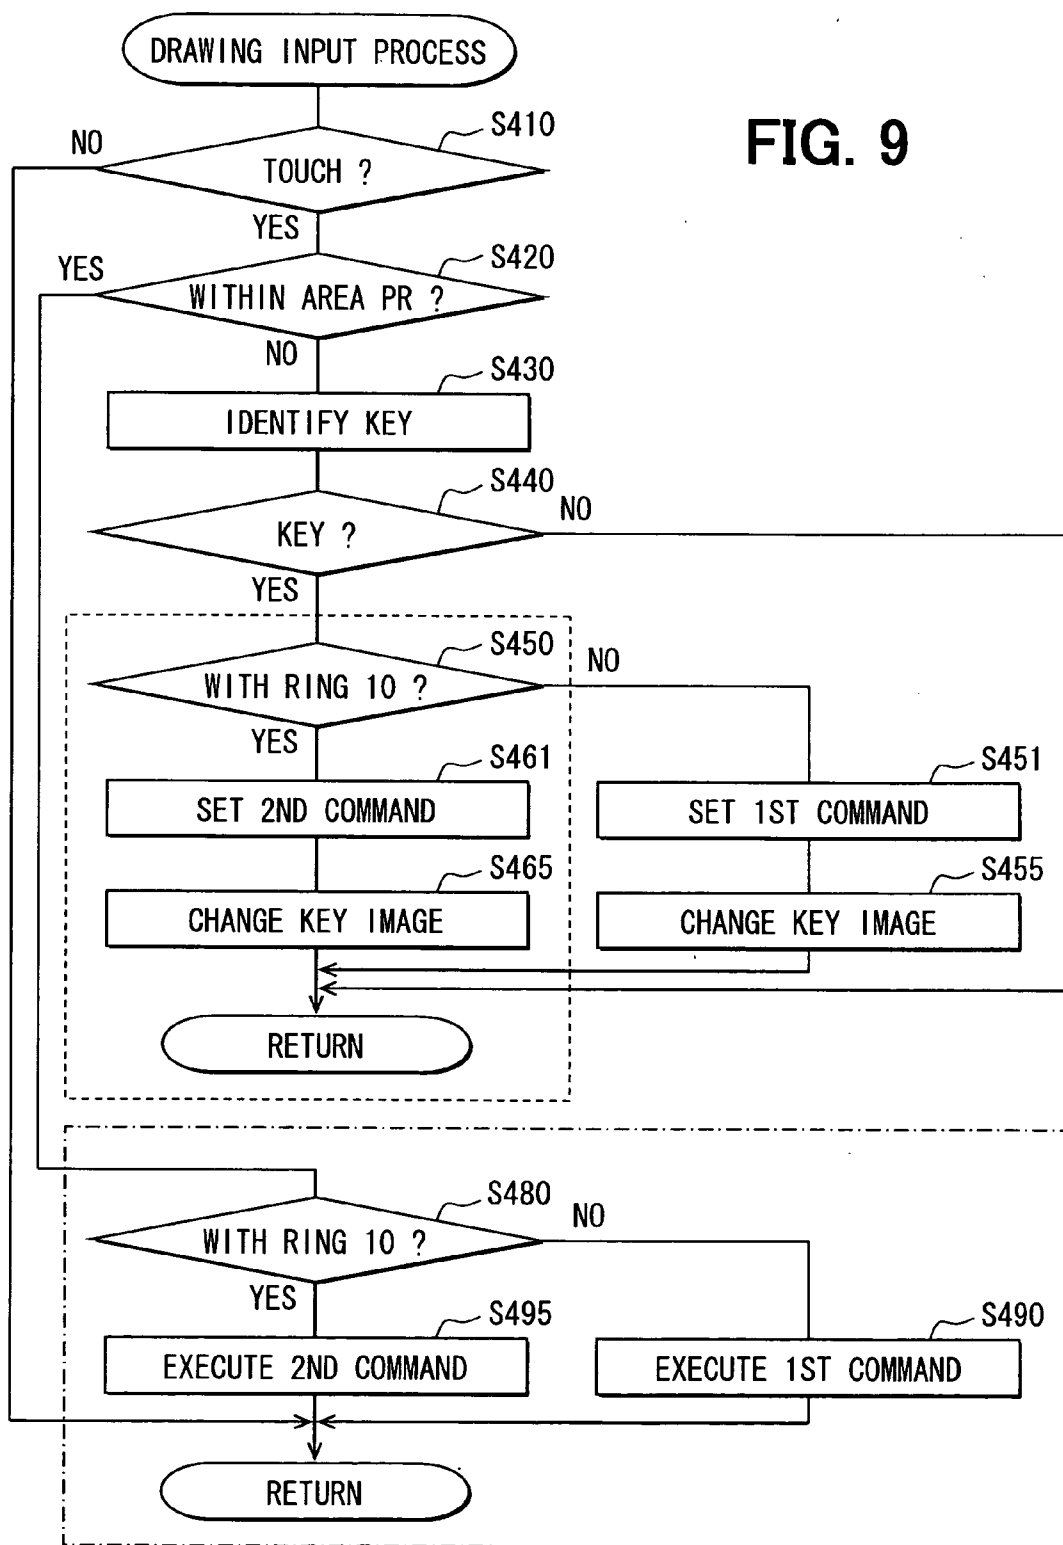 DRAWING INPUT PROCESS
FIG. 9
S410
NO
TOUCH ?
YES
S420
YES
WITHIN AREA PR ?
NO
S430
IDENTIFY KEY
S440
NO
KEY ?
YES
S450
NO
WITH RING 10 ?
YES
S461
S451
SET 2ND COMMAND
SET 1ST COMMAND
S465
S455
CHANGE KEY IMAGE
CHANGE KEY IMAGE
RETURN
S480
NO
WITH RING 10 ?
YES
S495
S490
EXECUTE 2ND COMMAND
EXECUTE 1ST COMMAND
RETURN